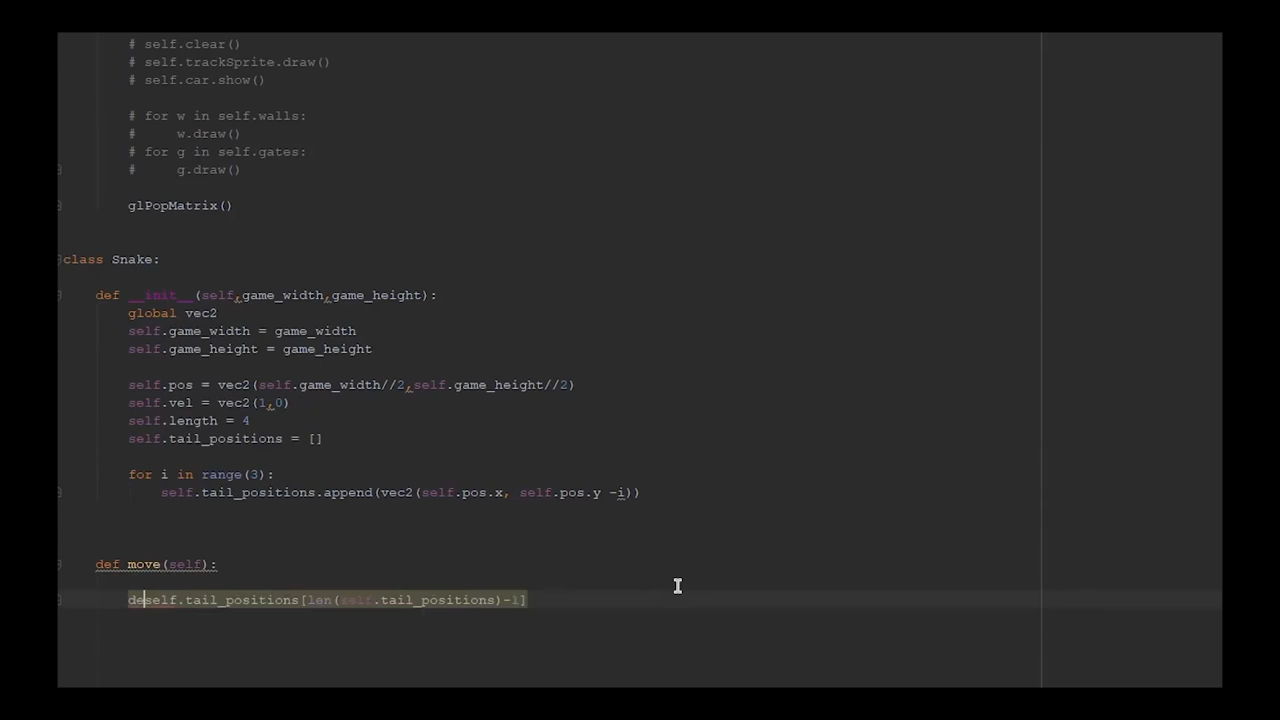 # self.clear()
# self.trackSprite.draw()
# self.car.show()
# for w in self.walls:
#     w.draw()
# for g in self.gates:
#     g.draw()
glPopMatrix()
class Snake:
def __init__(self,game_width,game_height):
global vec2
self.game_width = game_width
self.game_height = game_height
self.pos = vec2(self.game_width//2,self.game_height//2)
self.vel = vec2(1,0)
self.length = 4
self.tail_positions = []
for i in range(3):
self.tail_positions.append(vec2(self.pos.x, self.pos.y -i))
def move(self):
deself.tail_positions[len(self.tail_positions)-1]